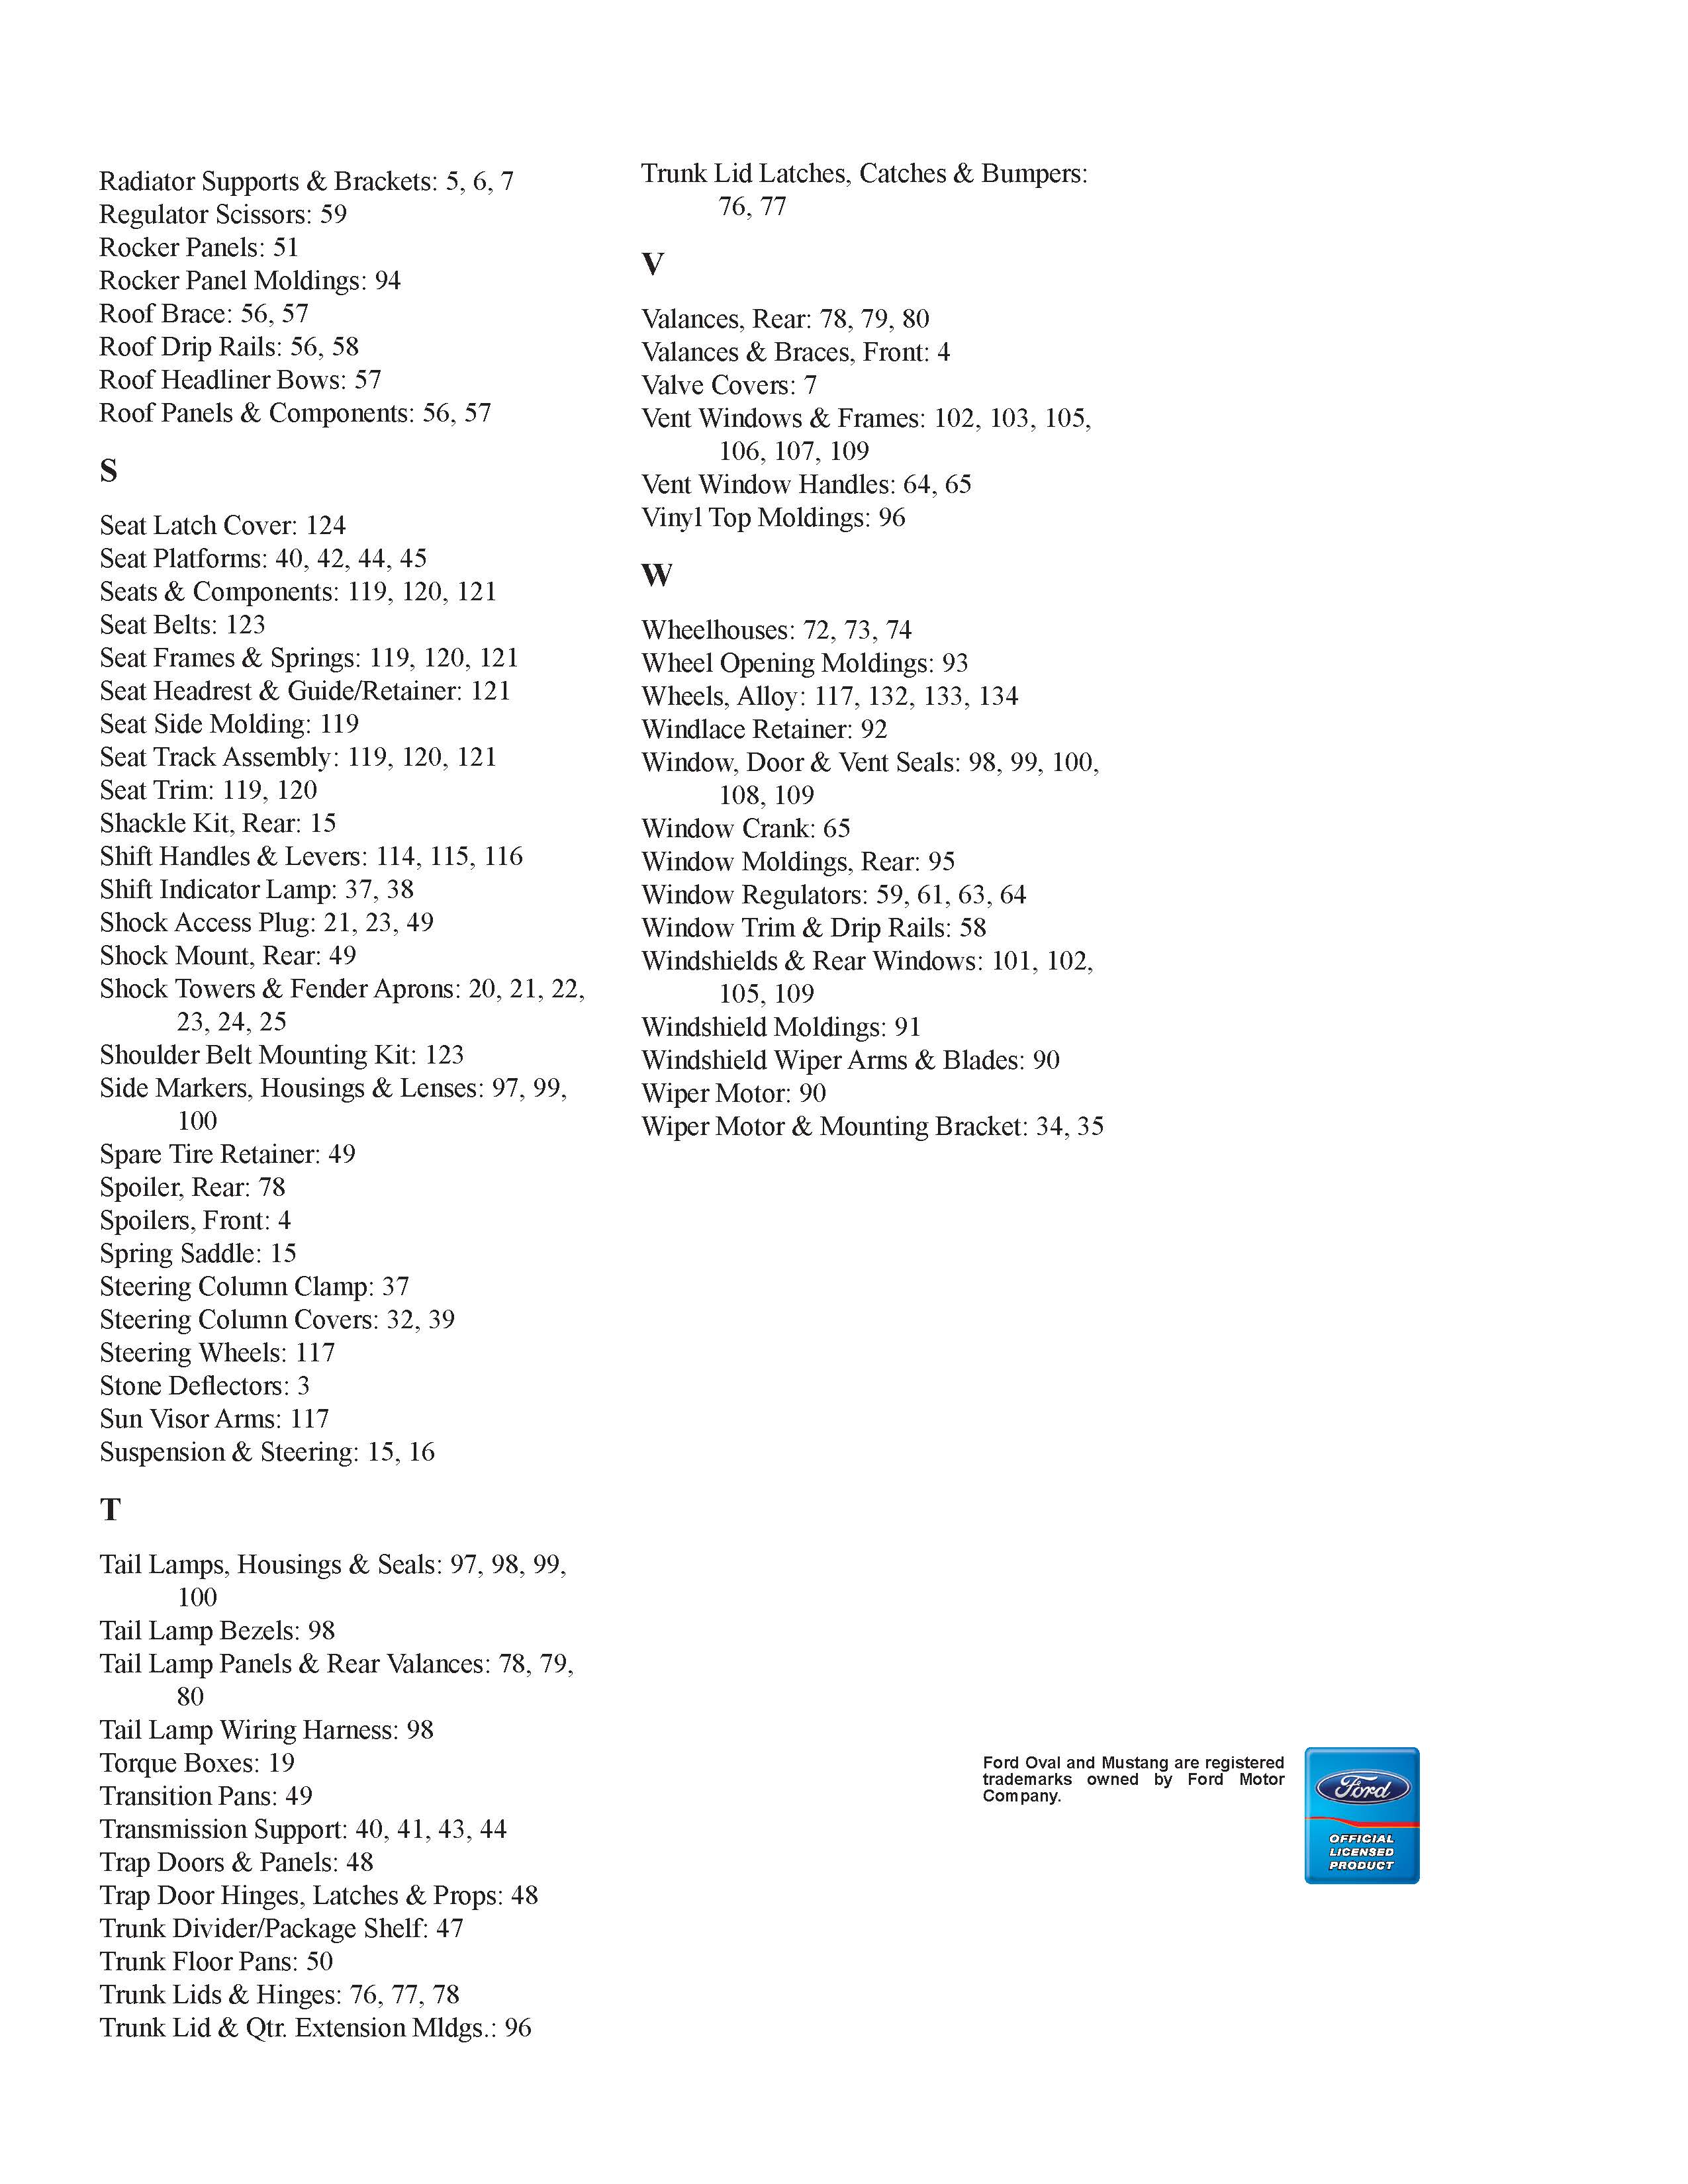 Radiator Supports & Brackets: 5, 6, 7
Regulator Scissors: 59
Rocker Panels: 51
Rocker Panel Moldings: 94
Roof Brace: 56, 57
Roof Drip Rails: 56, 58
Roof Headliner Bows: 57
Roof Panels & Components: 56, 57
S
Seat Latch Cover: 124
Seat Platforms: 40, 42, 44, 45
Seats & Components: 119, 120, 121
Seat Belts: 123
Seat Frames & Springs: 119, 120, 121
Seat Headrest & Guide/Retainer: 121
Seat Side Molding: 119
Seat Track Assembly: 119, 120, 121
Seat Trim: 119, 120
Shackle Kit, Rear: 15
Shift Handles & Levers: 114, 115, 116
Shift Indicator Lamp: 37, 38
Shock Access Plug: 21, 23, 49
Shock Mount, Rear: 49
Shock Towers & Fender Aprons: 20, 21, 22,
23, 24, 25
Shoulder Belt Mounting Kit: 123
Side Markers, Housings & Lenses: 97, 99,
100
Spare Tire Retainer: 49
Spoiler, Rear: 78
Spoilers, Front: 4
Spring Saddle: 15
Steering Column Clamp: 37
Steering Column Covers: 32, 39
Steering Wheels: 117
Stone Deflectors: 3
Sun Visor Arms: 117
Suspension & Steering: 15, 16
T
Tail Lamps, Housings & Seals: 97, 98, 99,
100
Tail Lamp Bezels: 98
Tail Lamp Panels & Rear Valances: 78, 79,
80
Tail Lamp Wiring Harness: 98
Torque Boxes: 19
Transition Pans: 49
Transmission Support: 40, 41, 43, 44
Trap Doors & Panels: 48
Trap Door Hinges, Latches & Props: 48
Trunk Divider/Package Shelf: 47
Trunk Floor Pans: 50
Trunk Lids & Hinges: 76, 77, 78
Trunk Lid & Qtr. Extension Mldgs.: 96
Trunk Lid Latches, Catches & Bumpers:
76, 77
V
Valances, Rear: 78, 79, 80
Valances & Braces, Front: 4
Valve Covers: 7
Vent Windows & Frames: 102, 103, 105,
106, 107, 109
Vent Window Handles: 64, 65
Vinyl Top Moldings: 96
W
Wheelhouses: 72, 73, 74
Wheel Opening Moldings: 93
Wheels, Alloy: 117, 132, 133, 134
Windlace Retainer: 92
Window, Door & Vent Seals: 98, 99, 100,
108, 109
Window Crank: 65
Window Moldings, Rear: 95
Window Regulators: 59, 61, 63, 64
Window Trim & Drip Rails: 58
Windshields & Rear Windows: 101, 102,
105, 109
Windshield Moldings: 91
Windshield Wiper Arms & Blades: 90
Wiper Motor: 90
Wiper Motor & Mounting Bracket: 34, 35
Ford Oval and Mustang are registered
trademarks owned by Ford Motor
Company.
Ford
OFFICIAL
LICENSED
PRODUCT